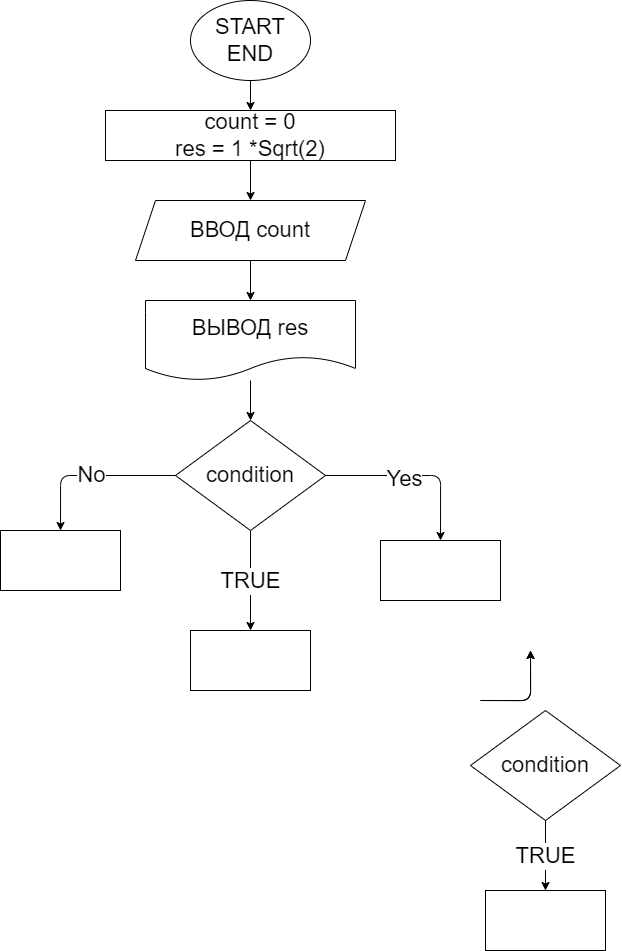 START
END
count = 0
res = 1 *Sqrt(2)
ВВОД count
ВЫВОД res
condition
No
Yes
TRUE
condition
TRUE